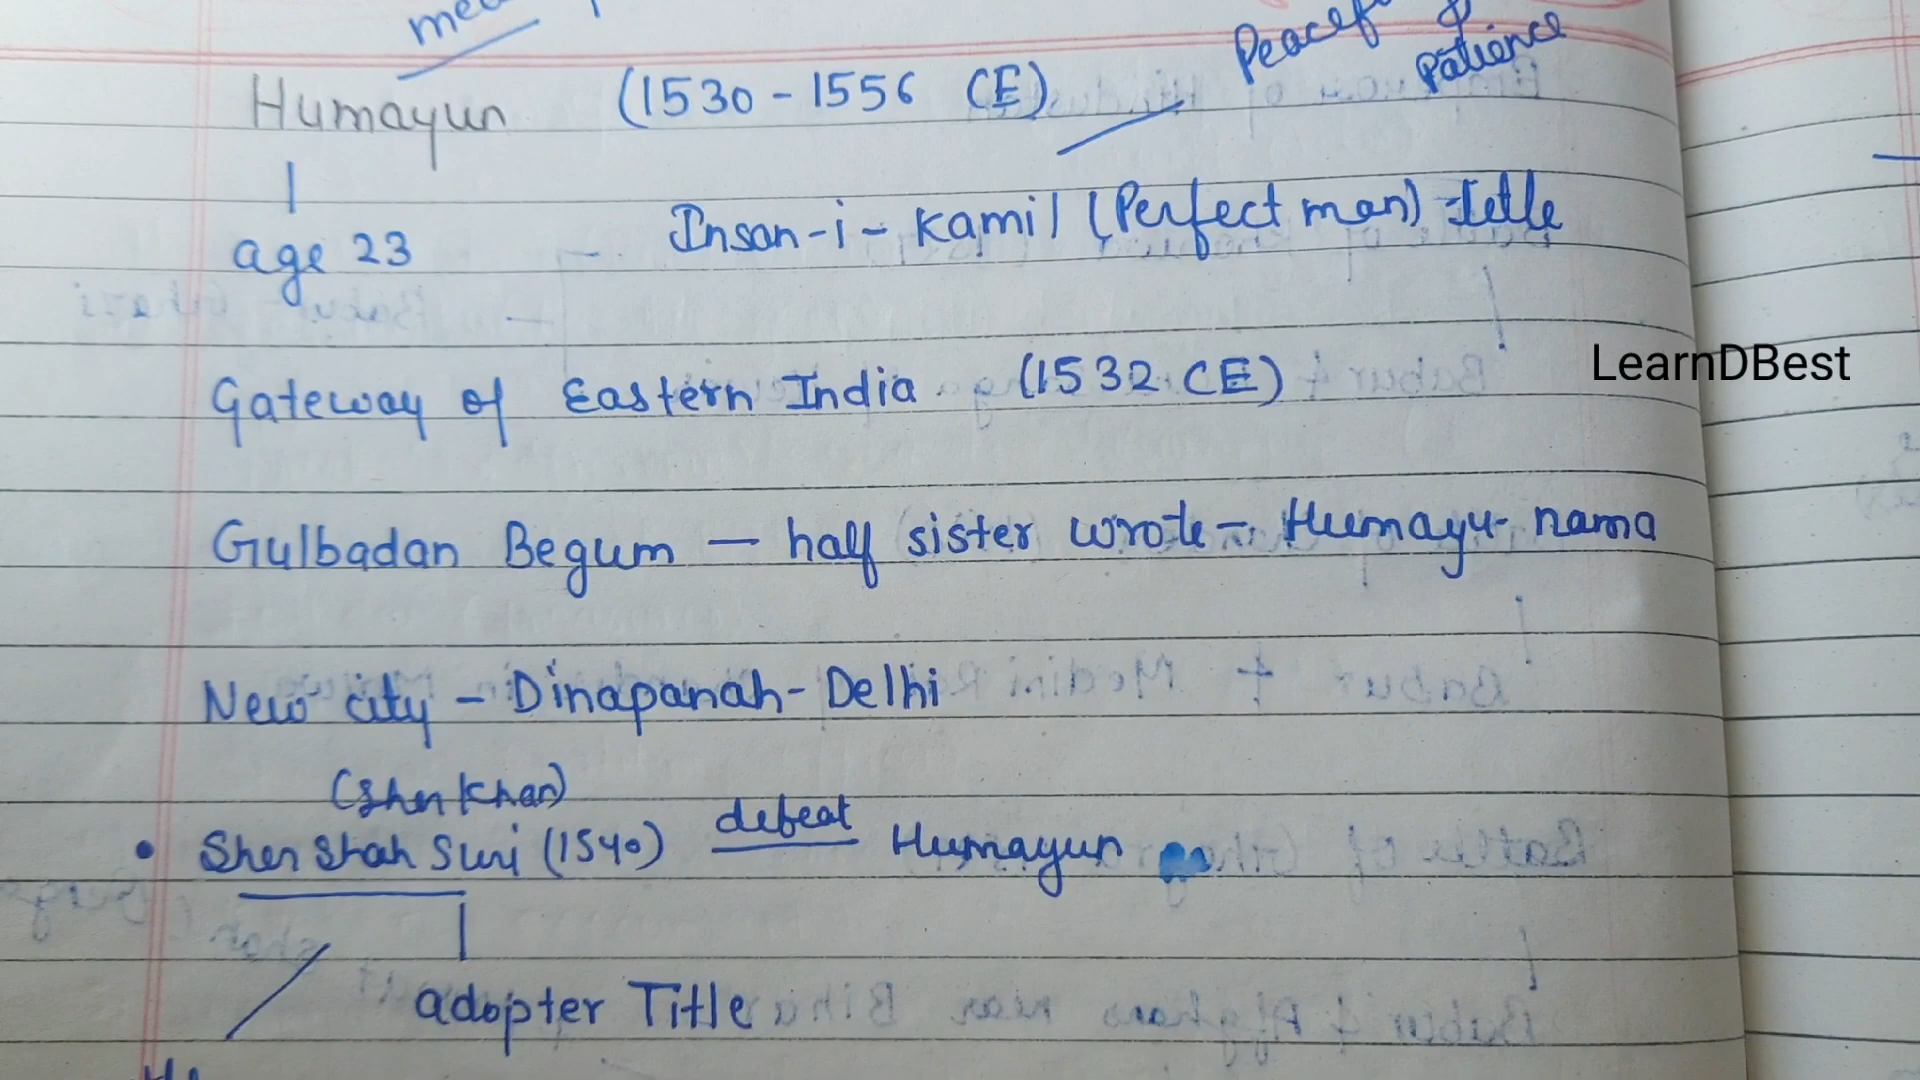 Peacef &
patience
Humayun (1530-1556 CE)
age 23 - Insan-i-Kamil (Perfect man) title
LearnDBest
Gateway of Eastern India (1532 CE)
Gulbadan Begum — half sister wrote - Humayu-nama
New city - Dinapanah-Delhi
(Sher Khan)
• Sher Shah Suri (1540) defeat Humayun
adopter Title